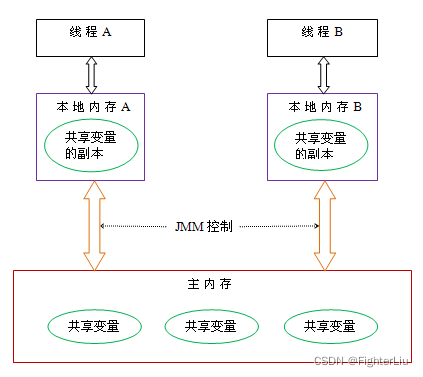 线程 A
线程 B
本地内存 A
本地内存 B
共享变量
的副本
共享变量
的副本
JMM 控制
主内存
共享变量
共享变量
共享变量
CSDN @FighterLiu